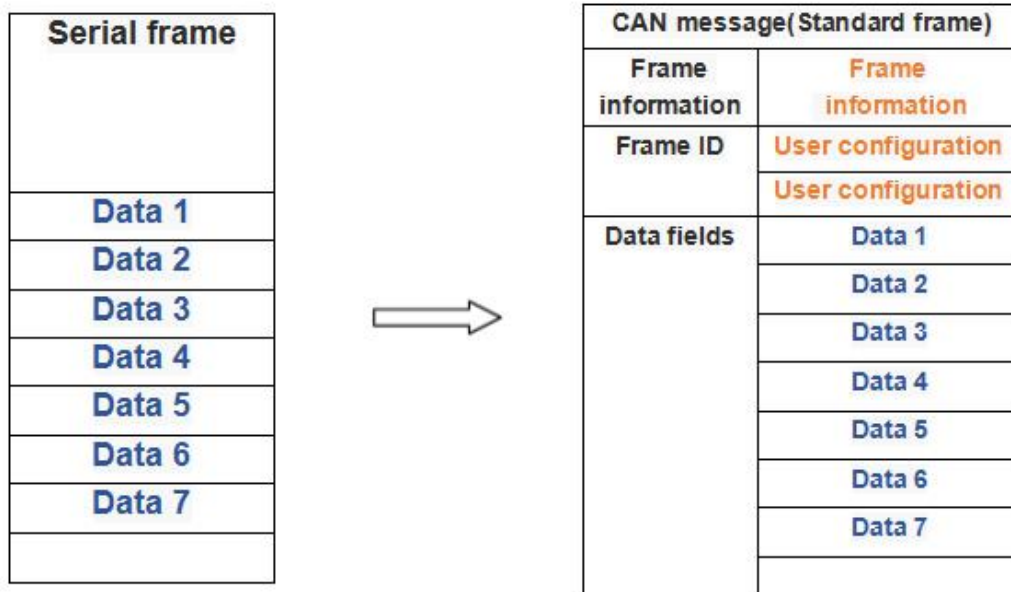 Serial frame
Data 1
Data 2
Data 3
Data 4
Data 5
Data 6
Data 7
CAN message(Standard frame)
Frame
information
Frame
information
Frame ID
User configuration
User configuration
Data fields
Data 1
Data 2
Data 3
Data 4
Data 5
Data 6
Data 7